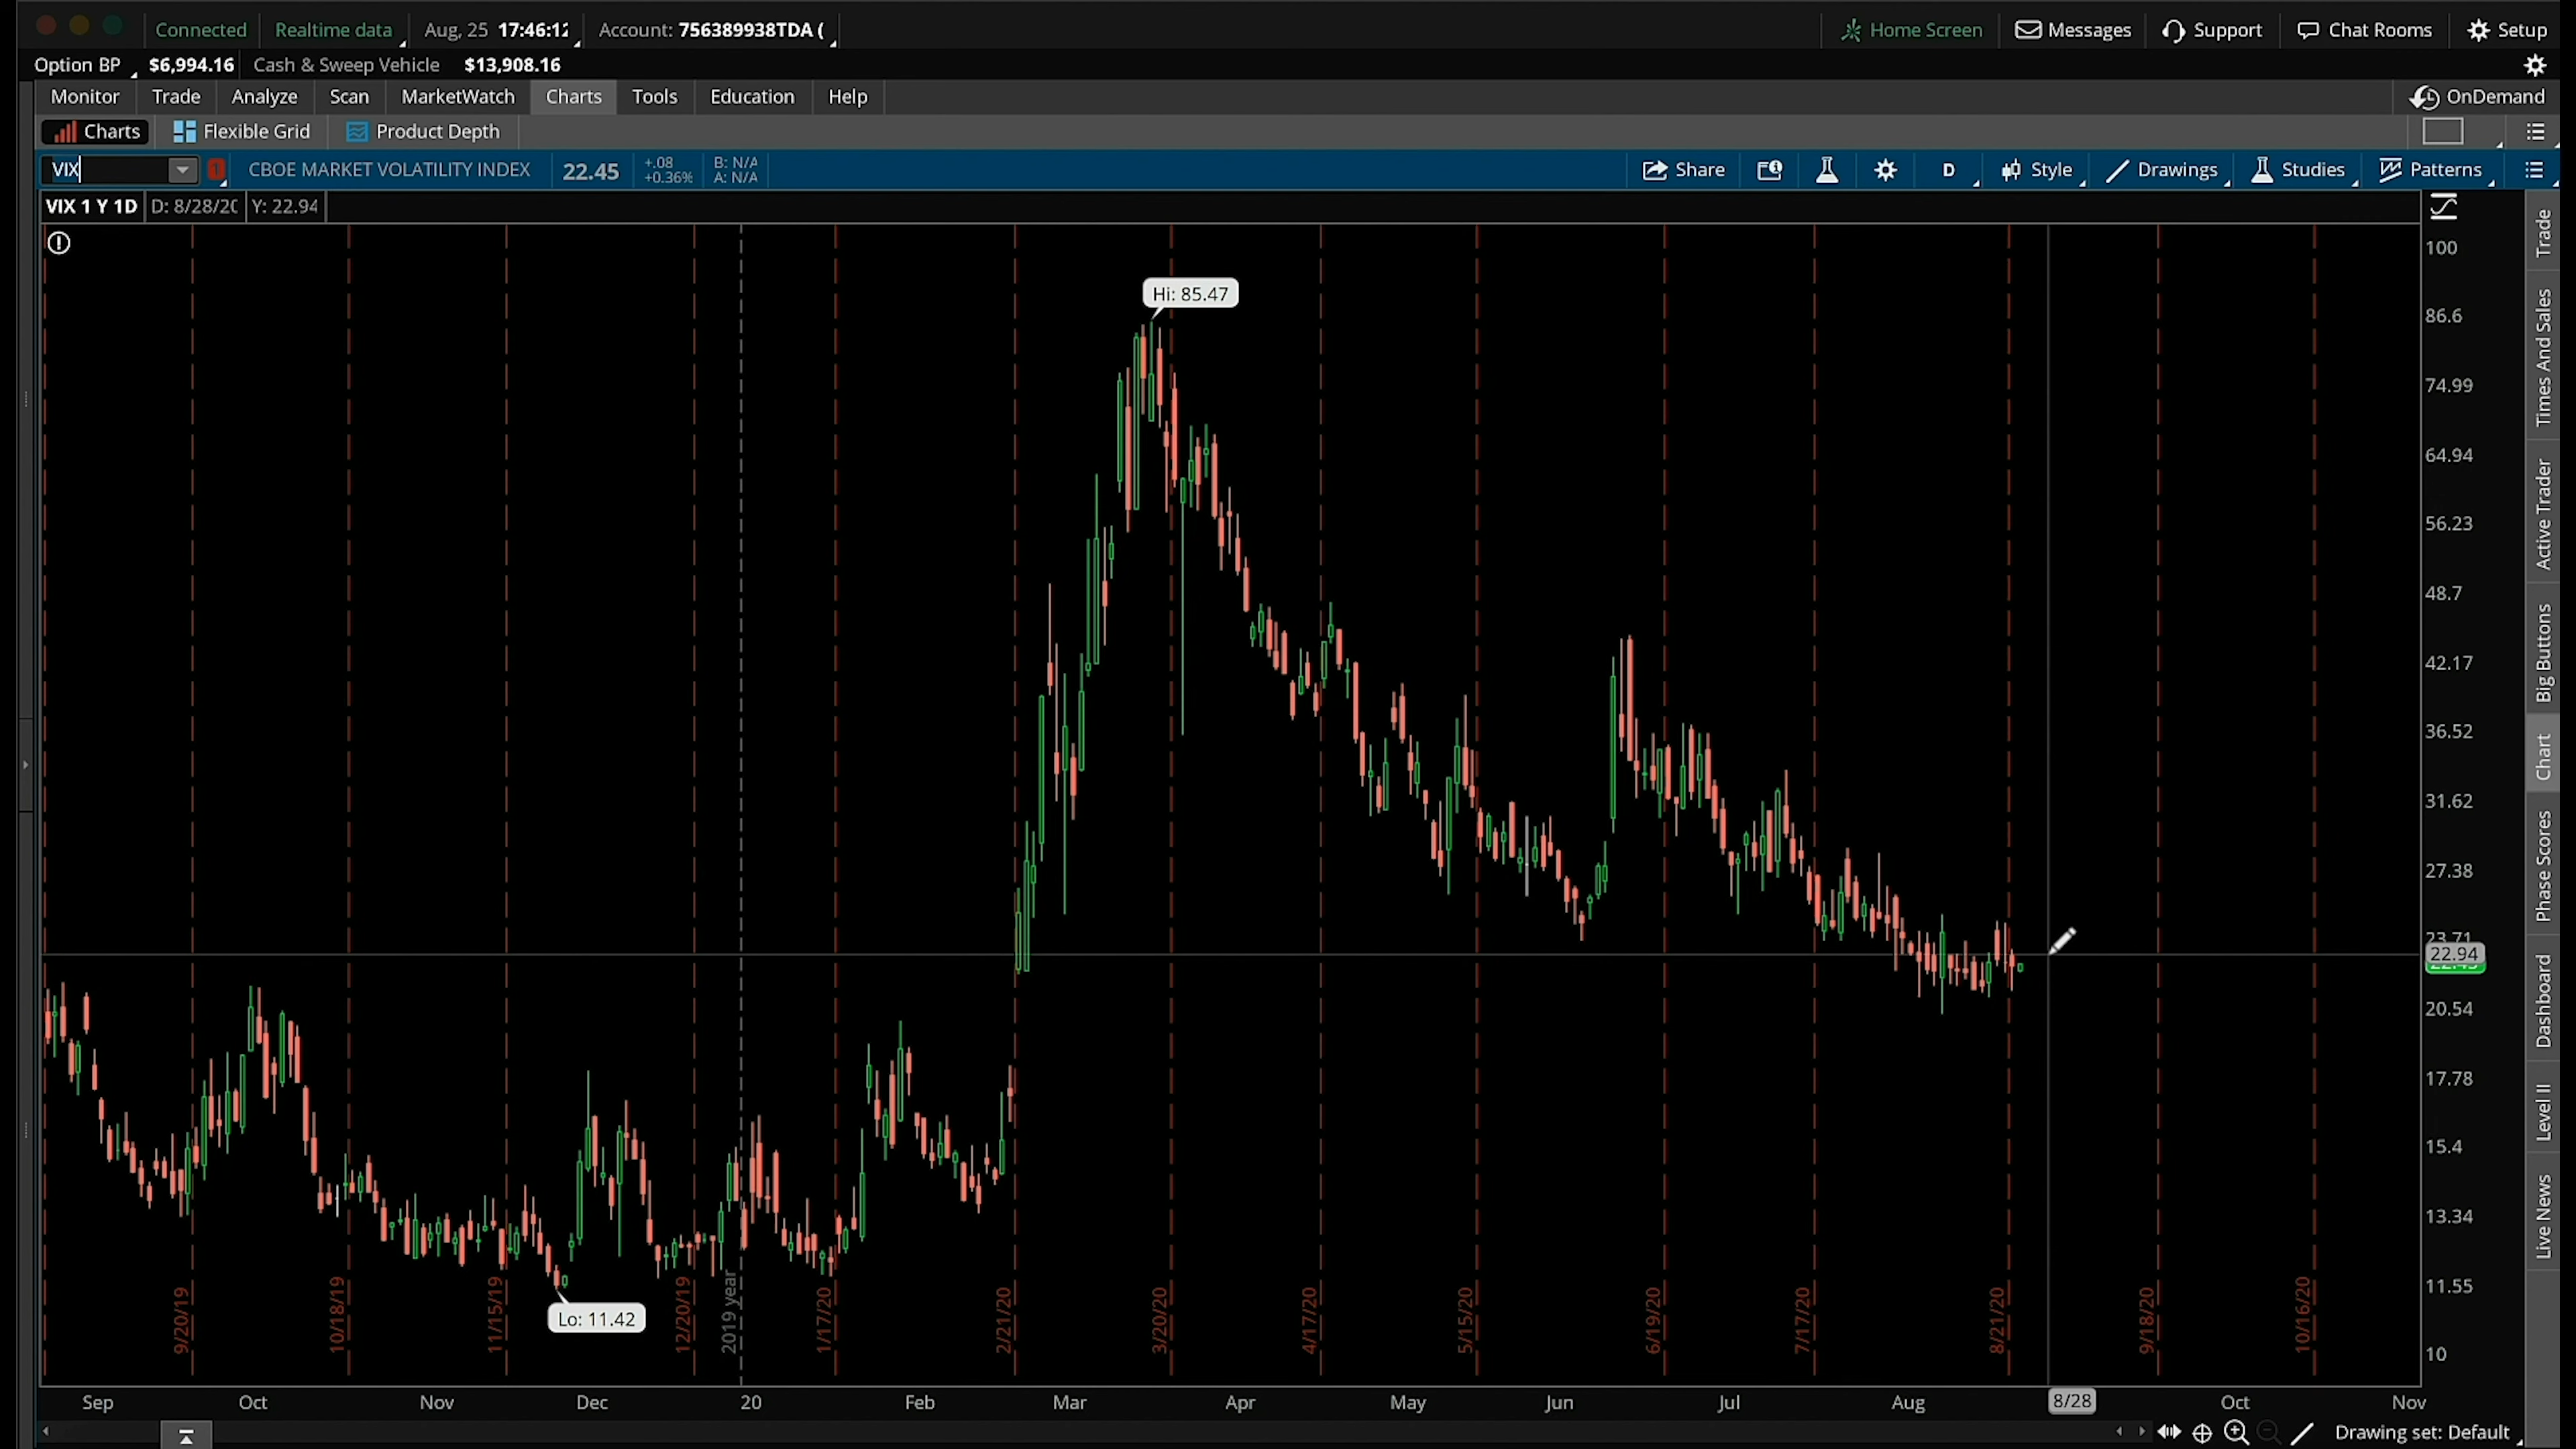 Connected Realtime data Aug, 25 17:46:12 Account: 756389938TDA ( Home Screen Messages Support Chat Rooms Setup
Option BP $6,994.16 Cash & Sweep Vehicle $13,908.16
Monitor Trade Analyze Scan MarketWatch Charts Tools Education Help OnDemand
Charts Flexible Grid Product Depth
VIX 1 CBOE MARKET VOLATILITY INDEX 22.45 +.08 B: N/A Share D Style Drawings Studies Patterns
+0.36% A: N/A
VIX 1 Y 1D D: 8/28/20 Y: 22.94
100
Hi: 85.47
86.6
74.99
64.94
56.23
48.7
42.17
36.52
31.62
27.38
23.71
22.94
20.54
17.78
15.4
13.34
11.55
10
Lo: 11.42
9/20/19 10/18/19 11/15/19 12/20/19 2019 year 1/17/20 2/21/20 3/20/20 4/17/20 5/15/20 6/19/20 7/17/20 8/21/20 9/18/20 10/16/20
Sep Oct Nov Dec 20 Feb Mar Apr May Jun Jul Aug 8/28 Oct Nov
Drawing set: Default
Trade
Times And Sales
Active Trader
Big Buttons
Chart
Phase Scores
Dashboard
Level II
Live News